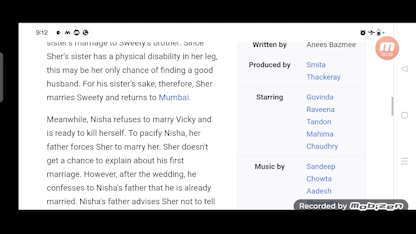 9:12
sister's marriage to Sweety's brother. Since
Sher's sister has a physical disability in her leg,
this may be her only chance of finding a good
husband. For his sister's sake, therefore, Sher
marries Sweety and returns to Mumbai.
Meanwhile, Nisha refuses to marry Vicky and
is ready to kill herself. To pacify Nisha, her
father forces Sher to marry her. Sher doesn't
get a chance to explain about his first
marriage. However, after the wedding, he
confesses to Nisha's father that he is already
married. Nisha's father advises Sher not to tell
Written by Anees Bazmee
Produced by Smita
Thackeray
Starring Govinda
Raveena
Tandon
Mahima
Chaudhry
Music by Sandeep
Chowta
Aadesh
Recorded by MOBIZEN